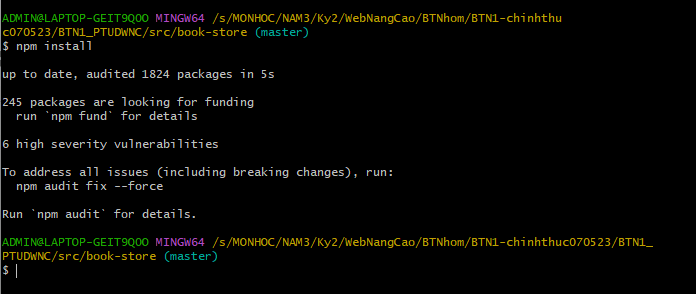 ADMIN@LAPTOP-GEIT9QOO MINGW64 /s/MONHOC/NAM3/Ky2/WebNangCao/BTNhom/BTN1-chinhthu
c070523/BTN1_PTUDWNC/src/book-store (master)
$ npm install
up to date, audited 1824 packages in 5s
245 packages are looking for funding
  run `npm fund` for details
6 high severity vulnerabilities
To address all issues (including breaking changes), run:
  npm audit fix --force
Run `npm audit` for details.
ADMIN@LAPTOP-GEIT9QOO MINGW64 /s/MONHOC/NAM3/Ky2/WebNangCao/BTNhom/BTN1-chinhthuc070523/BTN1_
PTUDWNC/src/book-store (master)
$